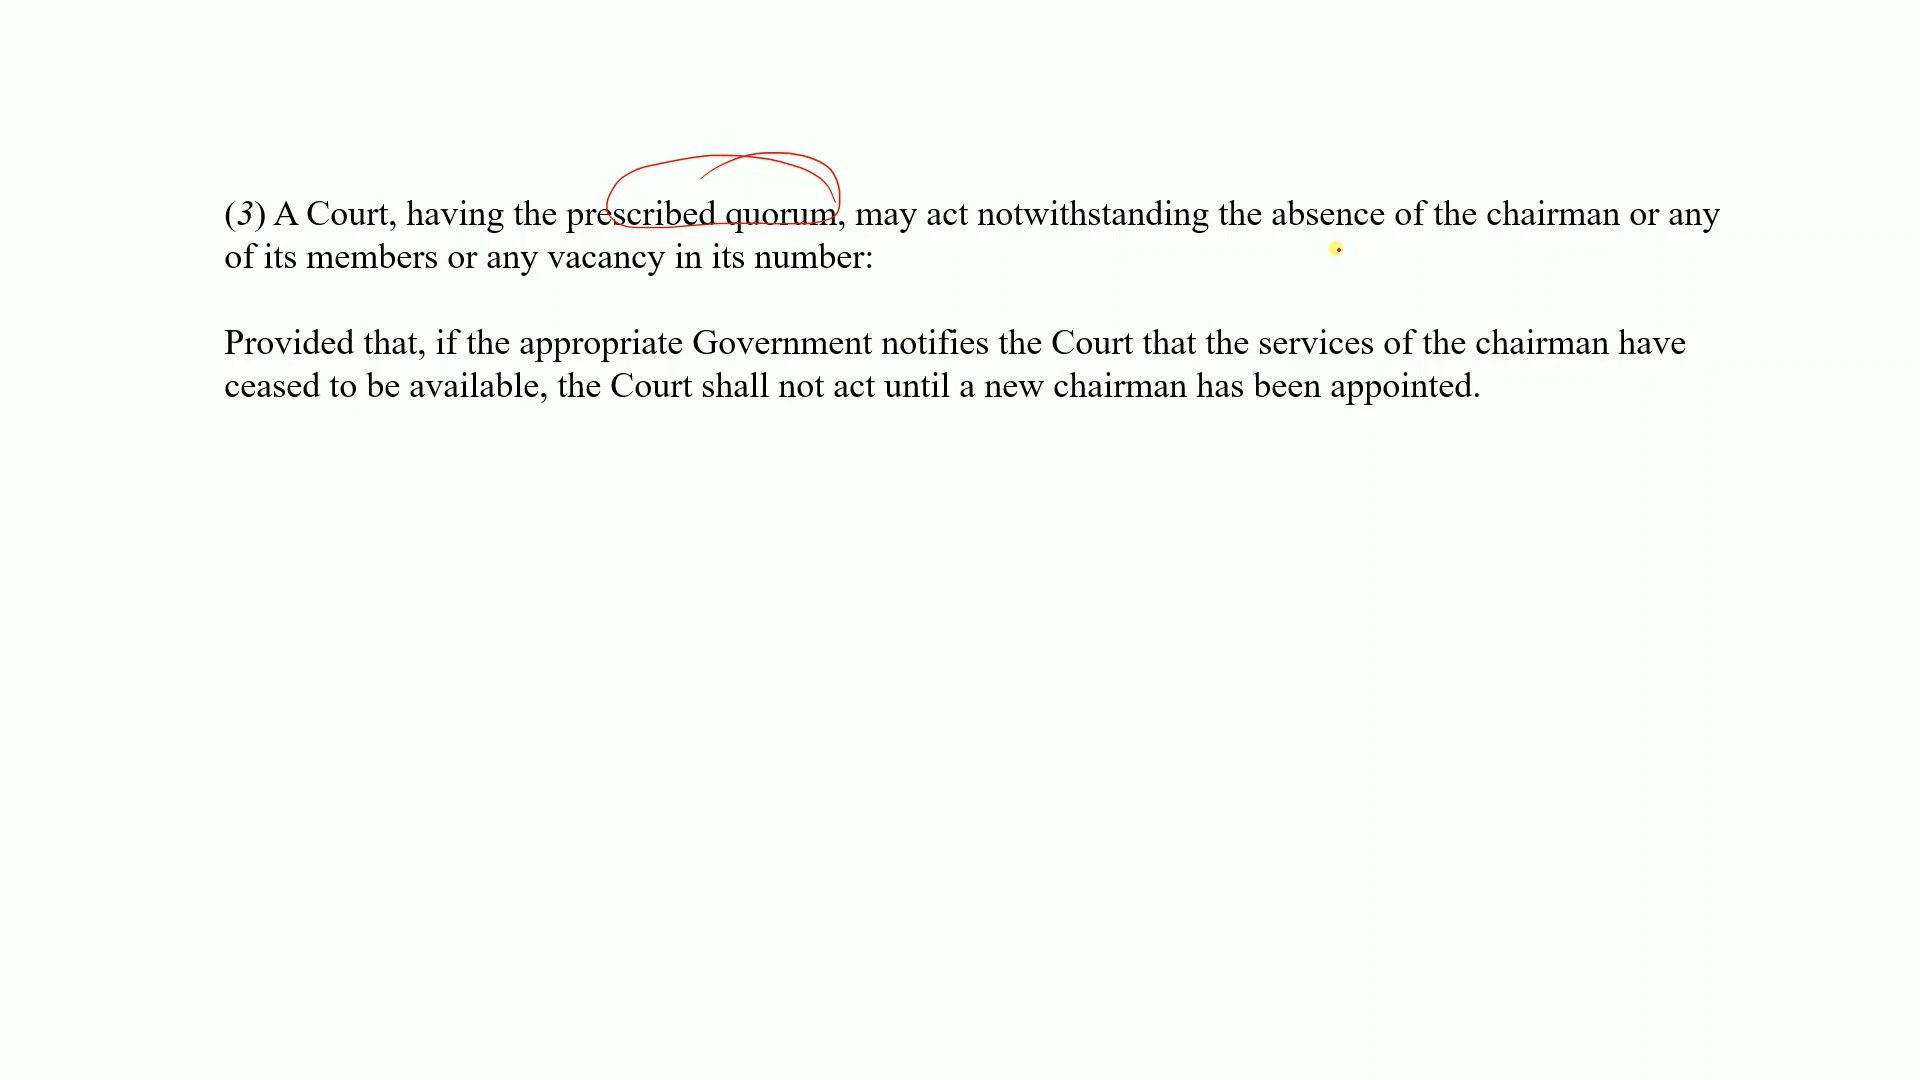 (3) A Court, having the prescribed quorum, may act notwithstanding the absence of the chairman or any
of its members or any vacancy in its number:
Provided that, if the appropriate Government notifies the Court that the services of the chairman have
ceased to be available, the Court shall not act until a new chairman has been appointed.